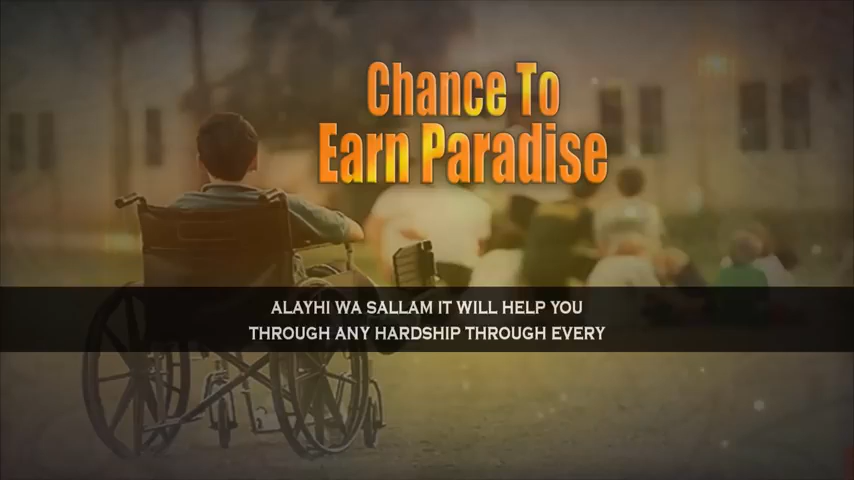 Chance To
Earn Paradise
ALAYHI WA SALLAM IT WILL HELP YOU
THROUGH ANY HARDSHIP THROUGH EVERY